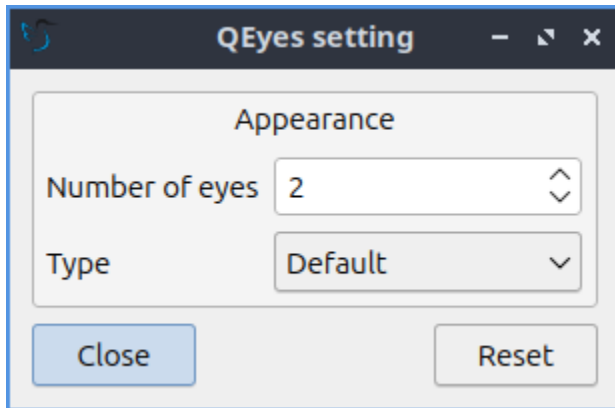 QEyes setting
Appearance
Number of eyes 2
Type Default
Close Reset